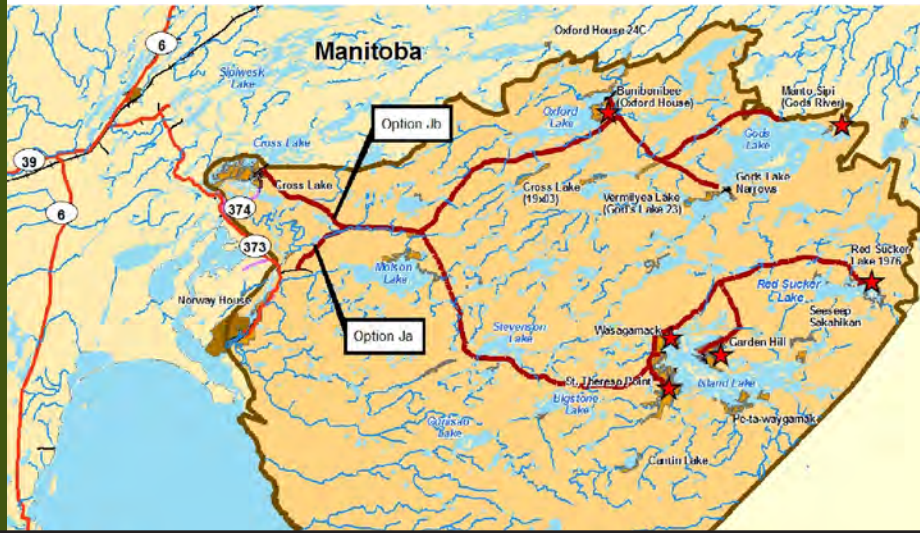 Manitoba
6
Oxford House 24C
Sipiwesk
Lake
Bunibonibee
(Oxford House)
Manto Sipi
(Gods River)
Option Jb
Oxford
Lake
Gods
Lake
39
Cross Lake
Cross Lake
Cross Lake
(19x03)
Gods Lake
Narrows
Vermilyea Lake
(God's Lake 23)
374
6
373
Molson
Lake
Red Sucker
Lake 1976
Red Sucker
Lake
Norway House
Seeseep
Sakahikan
Option Ja
Stevenson
Lake
Wasagamack
Garden Hill
St. Theresa Point
Island Lake
Bigstone
Lake
Pe-ta-waygamak
Gunisao
Lake
Cantin Lake